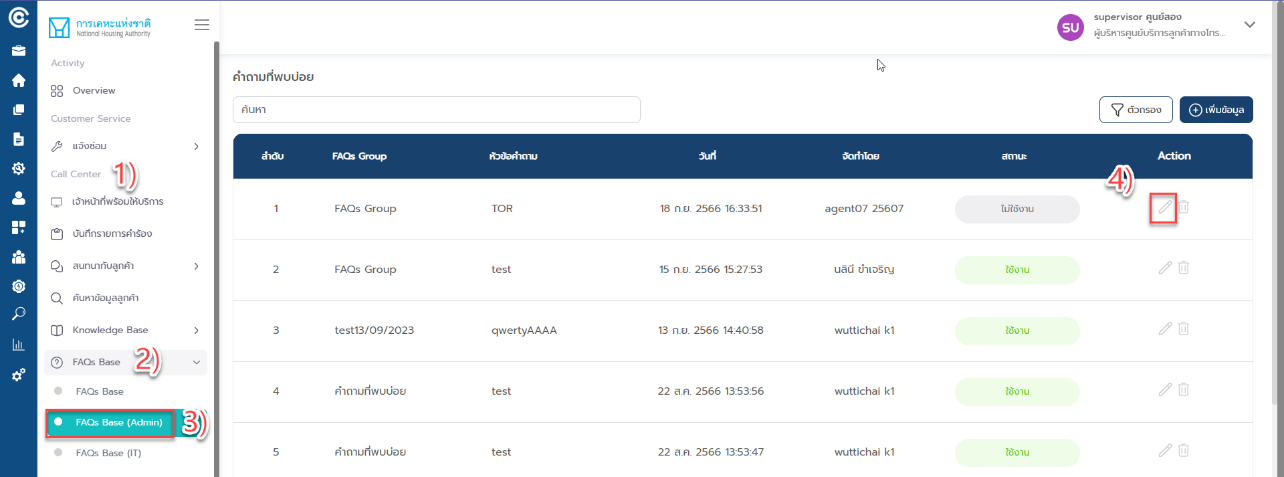 การเคหะแห่งชาติ
National Housing Authority
supervisor ศูนย์สอง
SU
ผู้บริหารศูนย์บริการลูกค้าทางโทร...
Activity
Overview
Customer Service
แจ้งซ่อม
Call Center
1)
เจ้าหน้าที่พร้อมให้บริการ
บันทึกรายการคำร้อง
สนทนากับลูกค้า
ค้นหาข้อมูลลูกค้า
Knowledge Base
FAQs Base
2)
FAQs Base
FAQs Base (Admin)
3)
FAQs Base (IT)
คำถามที่พบบ่อย
ค้นหา
ตัวกรอง
เพิ่มข้อมูล
ลำดับ FAQs Group หัวข้อคำถาม วันที่ จัดทำโดย สถานะ Action
4)
1 FAQs Group TOR 18 ก.ย. 2566 16:33:51 agent07 25607 ไม่ใช้งาน
2 FAQs Group test 15 ก.ย. 2566 15:27:53 นลินี ขำเจริญ ใช้งาน
3 test13/09/2023 qwertyAAAA 13 ก.ย. 2566 14:40:58 wuttichai k1 ใช้งาน
4 คำถามที่พบบ่อย test 22 ส.ค. 2566 13:53:56 wuttichai k1 ใช้งาน
5 คำถามที่พบบ่อย test 22 ส.ค. 2566 13:53:47 wuttichai k1 ใช้งาน